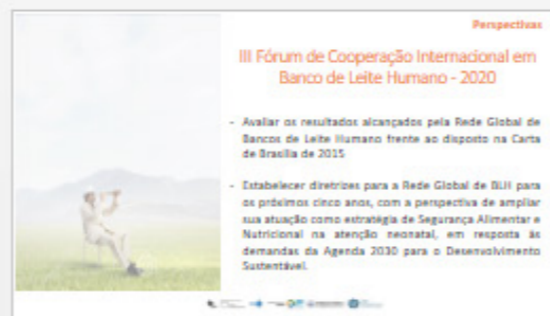 Perspectivas
III Fórum de Cooperação Internacional em
Banco de Leite Humano - 2020
- Avaliar os resultados alcançados pela Rede Global de
Bancos de Leite Humano frente ao disposto na Carta
de Brasília de 2015
- Estabelecer diretrizes para a Rede Global de BLH para
os próximos cinco anos, com a perspectiva de ampliar
sua atuação como estratégia de Segurança Alimentar e
Nutricional na atenção neonatal, em resposta às
demandas da Agenda 2030 para o Desenvolvimento
Sustentável.